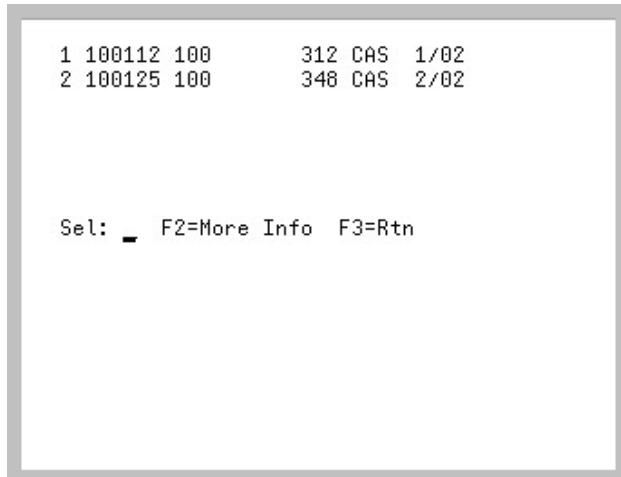 1 100112 100 312 CAS 1/02
2 100125 100 348 CAS 2/02
Sel: _ F2=More Info F3=Rtn